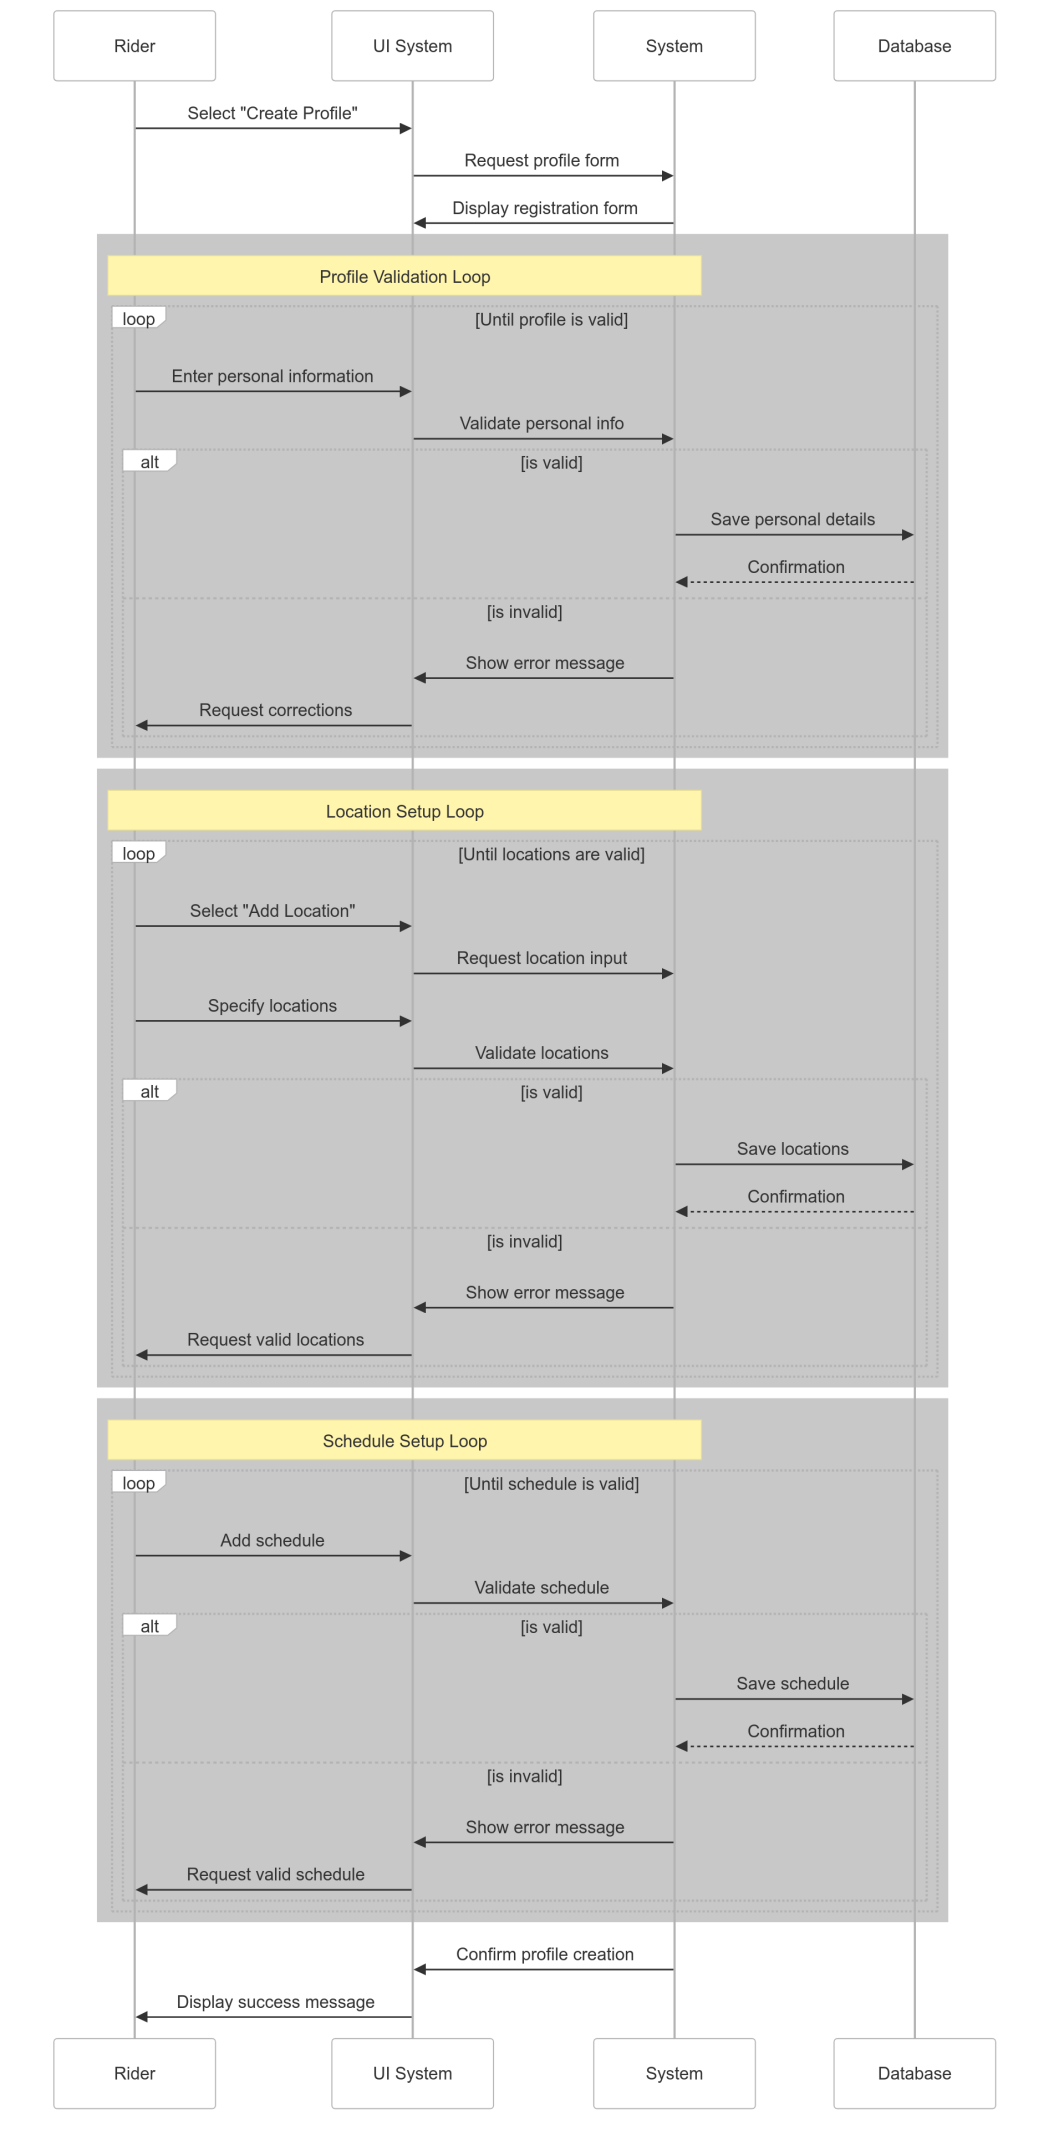 Rider
UI System
System
Database
Select "Create Profile"
Request profile form
Display registration form
Profile Validation Loop
loop
[Until profile is valid]
Enter personal information
Validate personal info
alt
[is valid]
Save personal details
Confirmation
[is invalid]
Show error message
Request corrections
Location Setup Loop
loop
[Until locations are valid]
Select "Add Location"
Request location input
Specify locations
Validate locations
alt
[is valid]
Save locations
Confirmation
[is invalid]
Show error message
Request valid locations
Schedule Setup Loop
loop
[Until schedule is valid]
Add schedule
Validate schedule
alt
[is valid]
Save schedule
Confirmation
[is invalid]
Show error message
Request valid schedule
Confirm profile creation
Display success message
Rider
UI System
System
Database